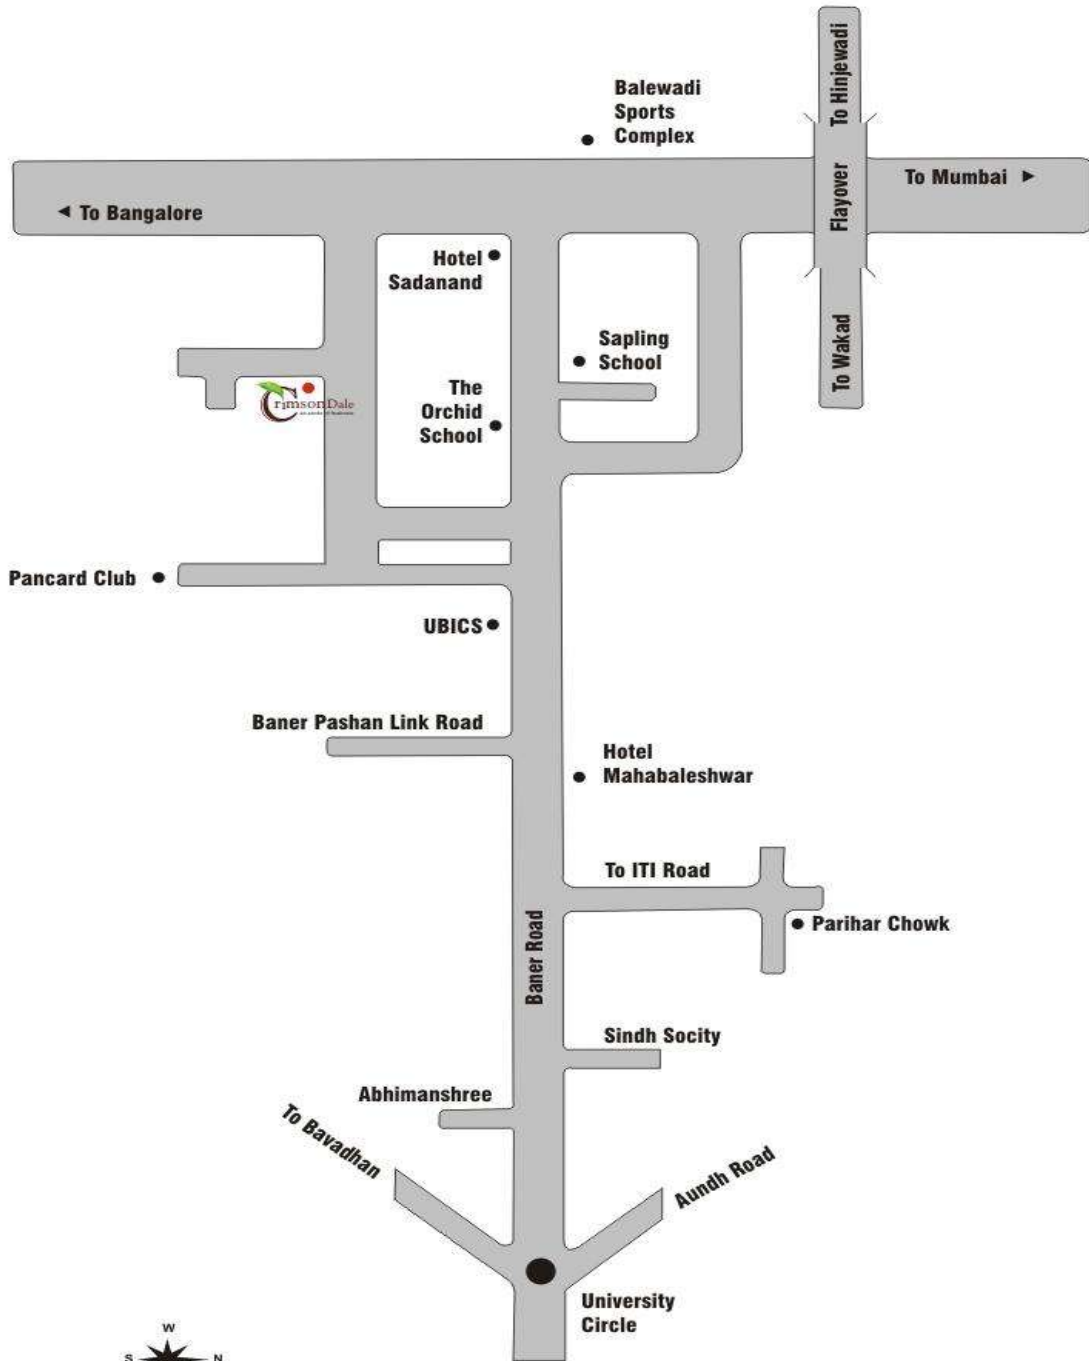 Balewadi
Sports
Complex
To Hinjewadi
To Mumbai
To Bangalore
Flayover
Hotel
Sadanand
Sapling
School
To Wakad
CrimsonDale
The
Orchid
School
Pancard Club
UBICS
Baner Pashan Link Road
Hotel
Mahabaleshwar
To ITI Road
Parihar Chowk
Baner Road
Sindh Socity
Abhimanshree
To Bavadhan
Aundh Road
University
Circle
W
S
N